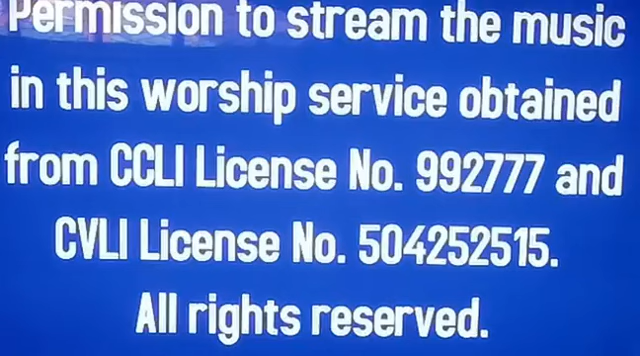 Permission to stream the music
in this worship service obtained
from CCLI License No. 992777 and
CVLI License No. 504252515.
All rights reserved.